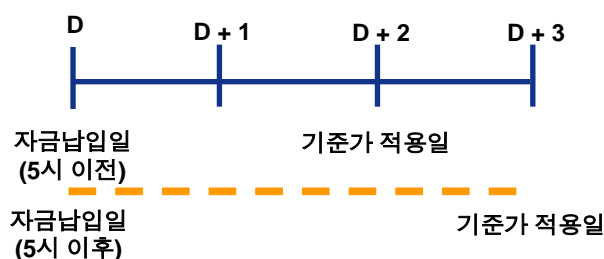 D D + 1 D + 2 D + 3
자금납입일 기준가 적용일
(5시 이전)
자금납입일 기준가 적용일
(5시 이후)